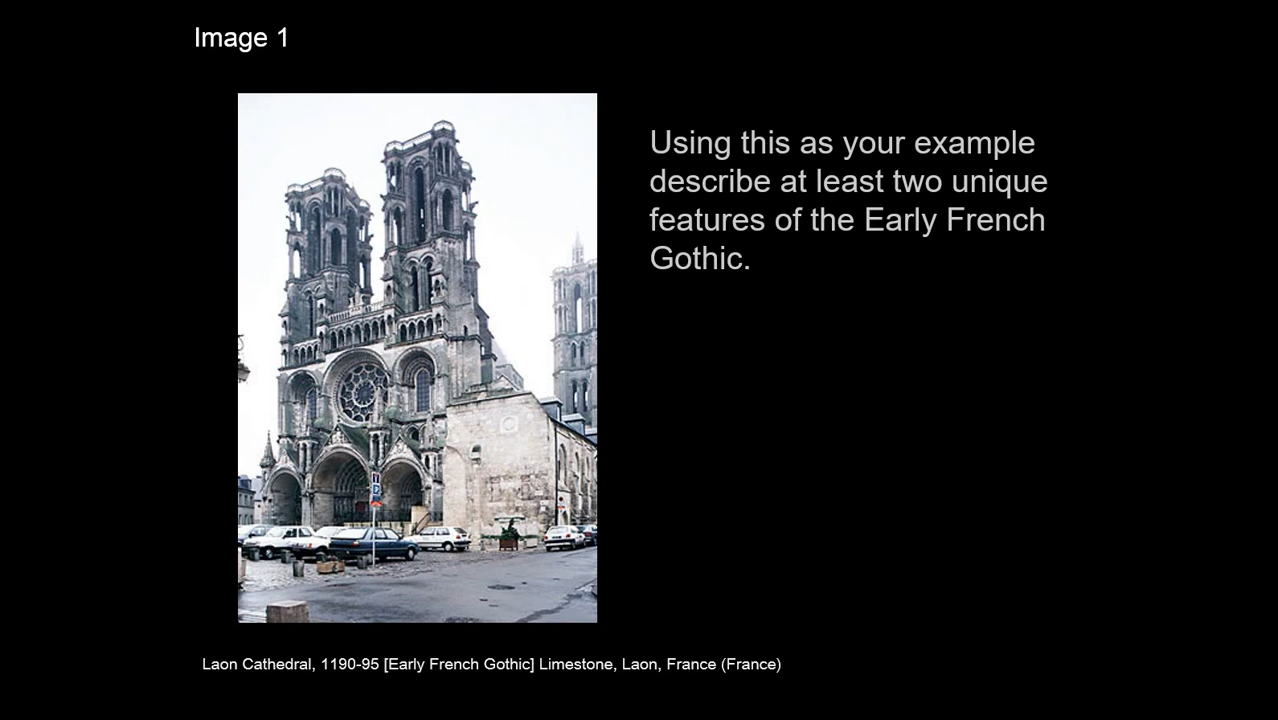 Image 1
Using this as your example
describe at least two unique
features of the Early French
Gothic.
Laon Cathedral, 1190-95 [Early French Gothic] Limestone, Laon, France (France)